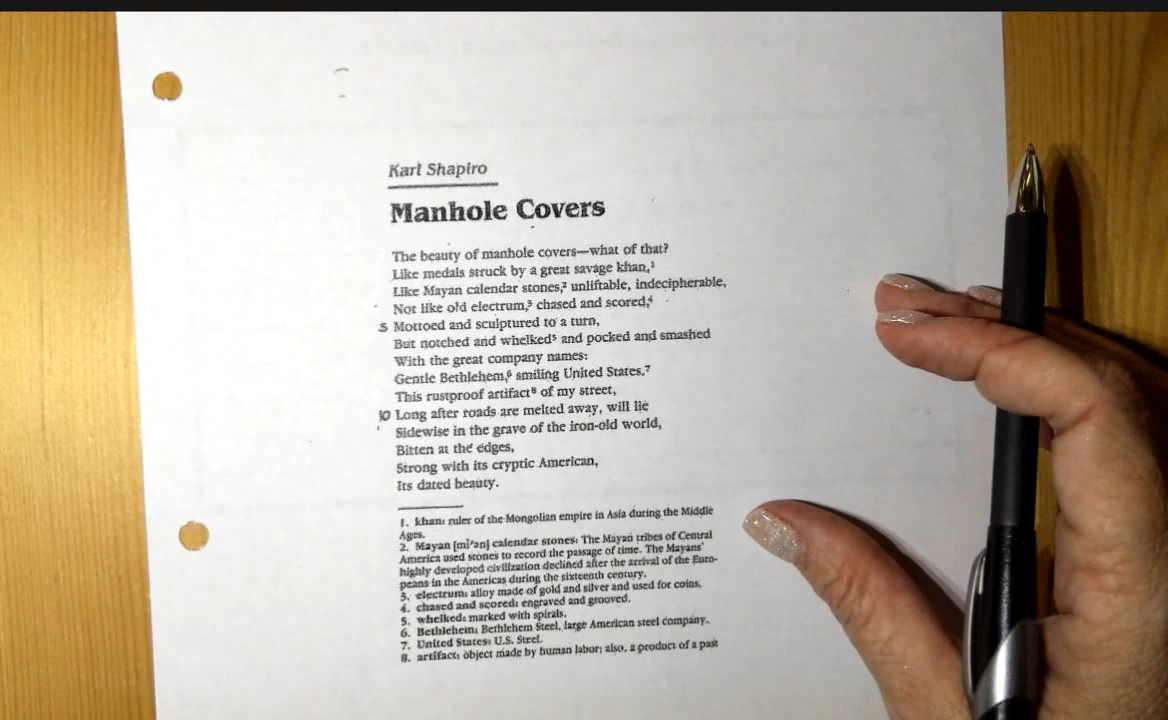 Karl Shapiro
Manhole Covers
The beauty of manhole covers—what of that?
Like medals struck by a great savage khan,¹
Like Mayan calendar stones,² unliftable, indecipherable,
Not like old electrum,³ chased and scored,⁴
5 Mottoed and sculptured to a turn,
But notched and whelked⁵ and pocked and smashed
With the great company names:
Gentle Bethlehem,⁶ smiling United States.⁷
This rustproof artifact⁸ of my street,
10 Long after roads are melted away, will lie
Sidewise in the grave of the iron-old world,
Bitten at the edges,
Strong with its cryptic American,
Its dated beauty.
1. khan: ruler of the Mongolian empire in Asia during the Middle
Ages.
2. Mayan [mī′ən] calendar stones: The Mayan tribes of Central
America used stones to record the passage of time. The Mayans'
highly developed civilization declined after the arrival of the Euro-
peans in the Americas during the sixteenth century.
3. electrum: alloy made of gold and silver and used for coins.
4. chased and scored: engraved and grooved.
5. whelked: marked with spirals.
6. Bethlehem: Bethlehem Steel, large American steel company.
7. United States: U.S. Steel.
8. artifact: object made by human labor; also, a product of a past